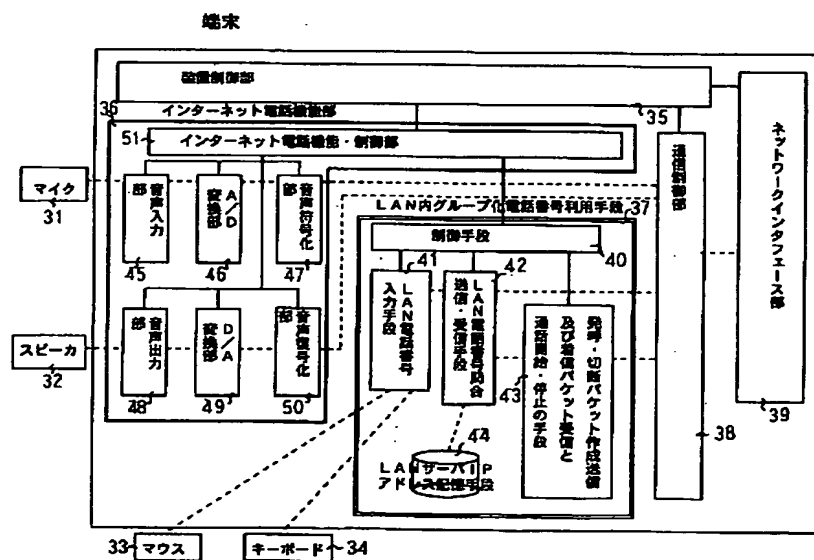 端末
装置制御部
35
36
インターネット電話機能部
51
インターネット電話機能・制御部
マイク
31
音声入力部
45
A/D変換部
46
音声符号化部
47
スピーカ
32
音声出力部
48
D/A変換部
49
音声復号化部
50
LAN内グループ化電話番号利用手段
37
制御手段
40
41
LAN電話番号入力手段
42
LAN電話番号問合送信・受信手段
43
発呼・切断パケット作成送信及び着信パケット受信と通話開始・停止の手段
44
LANサーバIP
アドレス記憶手段
通信制御部
38
ネットワークインタフェース部
39
33
マウス
キーボード
34